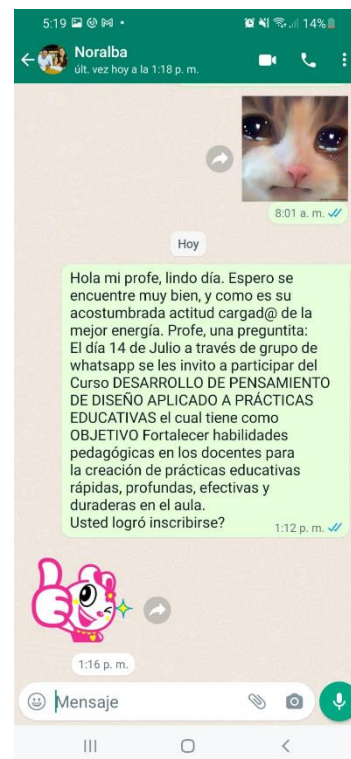 5:19
14%
Noralba
últ. vez hoy a la 1:18 p. m.
8:01 a. m.
Hoy
Hola mi profe, lindo día. Espero se
encuentre muy bien, y como es su
acostumbrada actitud cargad@ de la
mejor energía. Profe, una preguntita:
El día 14 de Julio a través de grupo de
whatsapp se les invito a participar del
Curso DESARROLLO DE PENSAMIENTO
DE DISEÑO APLICADO A PRÁCTICAS
EDUCATIVAS el cual tiene como
OBJETIVO Fortalecer habilidades
pedagógicas en los docentes para
la creación de prácticas educativas
rápidas, profundas, efectivas y
duraderas en el aula.
Usted logró inscribirse?
1:12 p. m.
1:16 p. m.
Mensaje